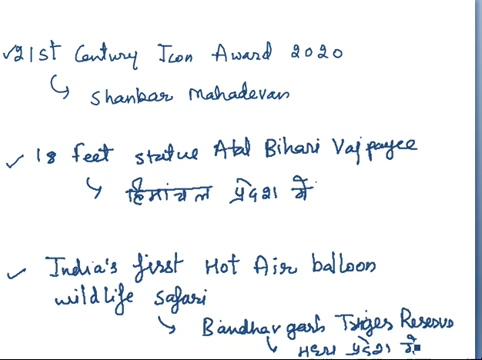 ✓21st Century Icon Award 2020
↳ Shankar Mahadevan
✓ 18 feet statue Atal Bihari Vajpayee
↳ हिमांचल प्रदेश में
✓ India's first Hot Air balloon
wildlife safari
↳ Bandhavgarh Tsiges Reserve
↳ मध्य प्रदेश में